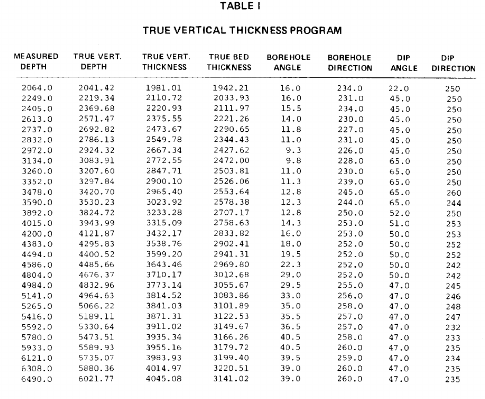 TABLE I
TRUE VERTICAL THICKNESS PROGRAM
MEASURED TRUE VERT. TRUE VERT. TRUE BED BOREHOLE BOREHOLE DIP DIP
DEPTH DEPTH THICKNESS THICKNESS ANGLE DIRECTION ANGLE DIRECTION
2064.0 2041.42 1981.01 1942.21 16.0 234.0 22.0 250
2249.0 2219.34 2110.72 2033.93 16.0 231.0 45.0 250
2405.0 2369.68 2220.93 2111.97 15.5 234.0 45.0 250
2613.0 2571.47 2375.55 2221.26 14.0 230.0 45.0 250
2737.0 2692.82 2473.67 2290.65 11.8 227.0 45.0 250
2832.0 2786.13 2549.78 2344.43 11.0 231.0 45.0 250
2972.0 2924.32 2667.34 2427.62 9.3 226.0 45.0 250
3134.0 3083.91 2772.55 2472.00 9.8 228.0 65.0 250
3260.0 3207.60 2847.71 2503.81 11.0 230.0 65.0 250
3352.0 3297.84 2900.10 2526.06 11.3 239.0 65.0 250
3478.0 3420.70 2965.40 2553.64 12.8 245.0 65.0 260
3590.0 3530.23 3023.92 2578.38 12.3 244.0 65.0 244
3892.0 3824.72 3233.28 2707.17 12.8 250.0 52.0 250
4015.0 3943.99 3315.09 2758.63 14.3 253.0 51.0 253
4200.0 4121.87 3432.17 2833.82 16.0 253.0 50.0 253
4383.0 4295.83 3538.76 2902.41 18.0 252.0 50.0 252
4494.0 4400.52 3599.20 2941.31 19.5 252.0 50.0 252
4586.0 4485.66 3643.46 2969.80 22.3 252.0 50.0 242
4804.0 4676.37 3710.17 3012.68 29.0 252.0 50.0 242
4984.0 4832.96 3773.14 3055.67 29.5 255.0 47.0 245
5141.0 4964.63 3814.52 3083.86 33.0 256.0 47.0 246
5265.0 5066.22 3841.03 3101.89 35.0 258.0 47.0 248
5416.0 5189.11 3871.31 3122.53 35.5 257.0 47.0 247
5592.0 5330.64 3911.02 3149.67 36.5 257.0 47.0 232
5780.0 5473.51 3935.34 3166.26 40.5 258.0 47.0 233
5933.0 5589.93 3955.16 3179.72 40.5 260.0 47.0 235
6121.0 5735.07 3983.93 3199.40 39.5 259.0 47.0 234
6308.0 5880.36 4014.97 3220.51 39.0 260.0 47.0 235
6490.0 6021.77 4045.08 3141.02 39.0 260.0 47.0 235